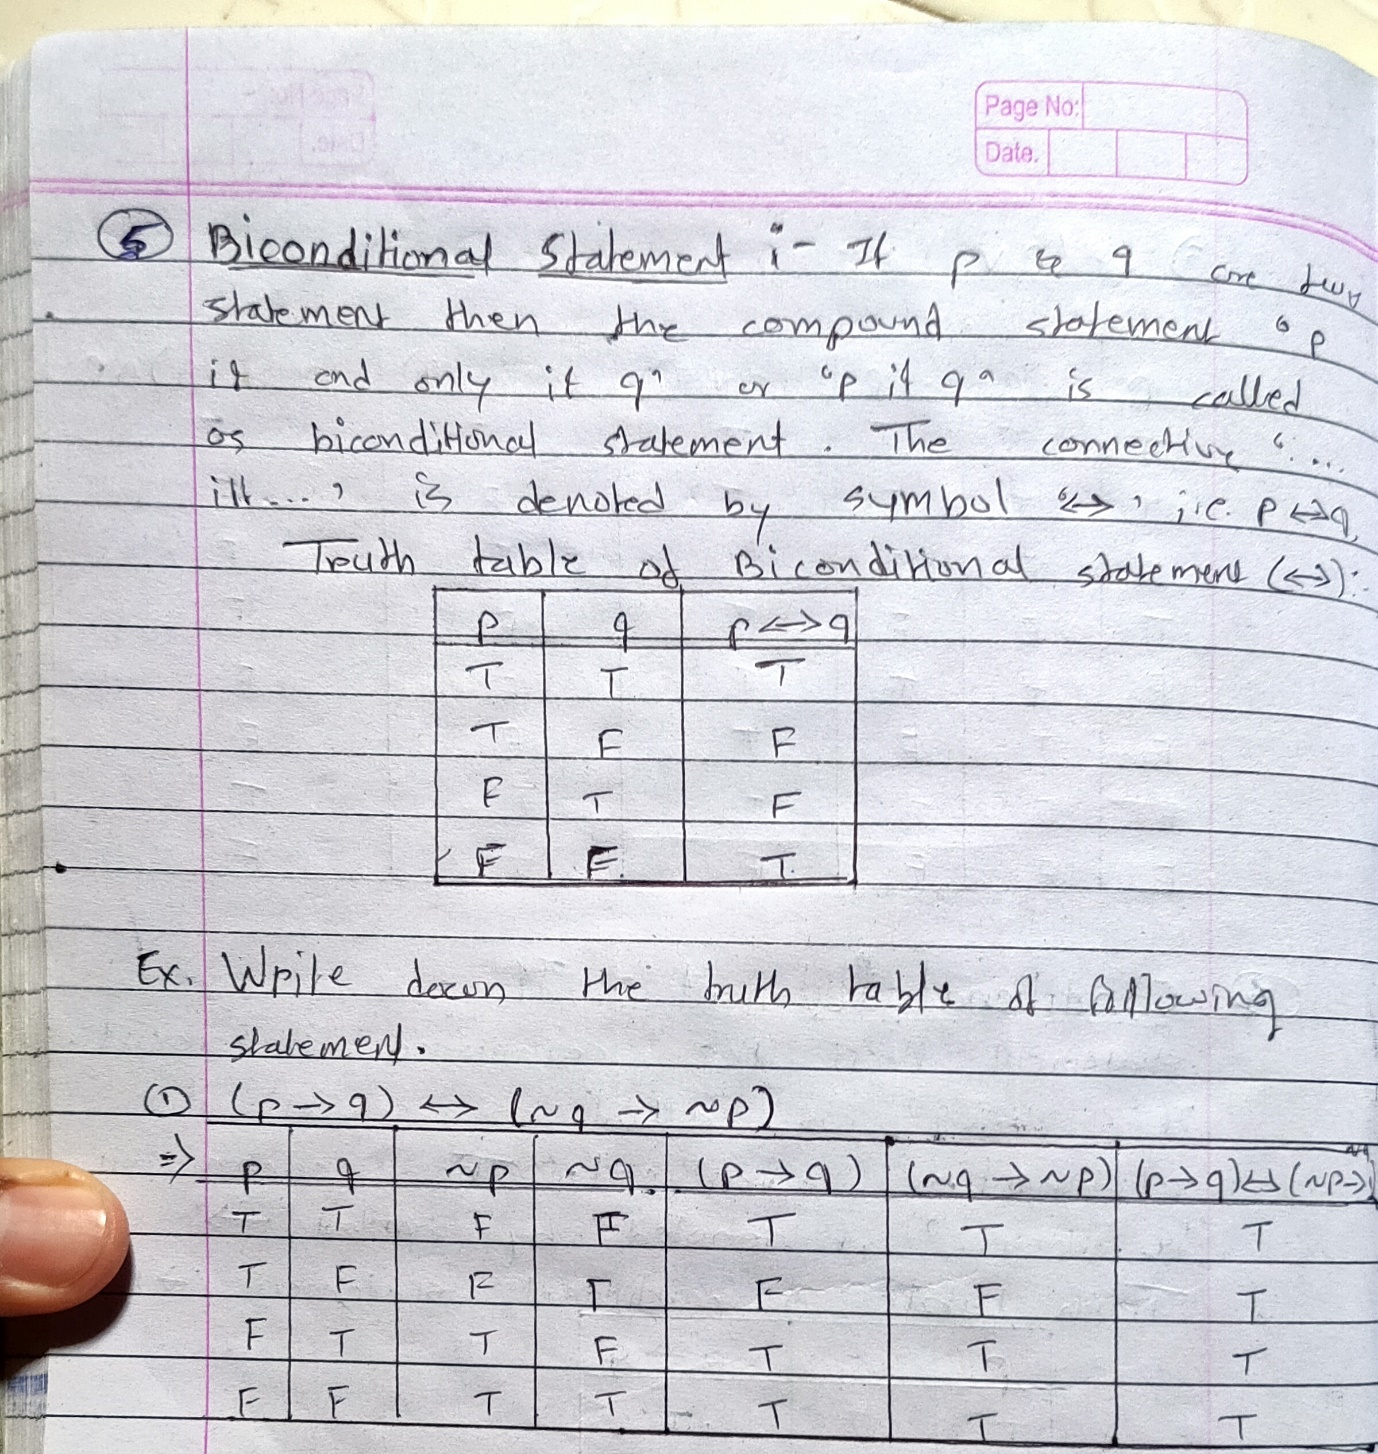 Page No:
Date.
5 Biconditional Statement :- If p & q are two
statement then the compound statement "p
if and only if q" or "p if q" is called
as biconditional statement. The connective "....
iff....' is denoted by symbol '↔' i.e. p↔q
Truth table of Biconditional statement (↔):
p q p↔q
T T T
T F F
F T F
F F T
Ex. Write down the truth table of following
statement.
① (p→q) ↔ (~q → ~p)
⇒ p q ~p ~q (p→q) (~q→~p) (p→q)↔(~p→
T T F F T T T
T F F T F F T
F T T F T T T
F F T T T T T